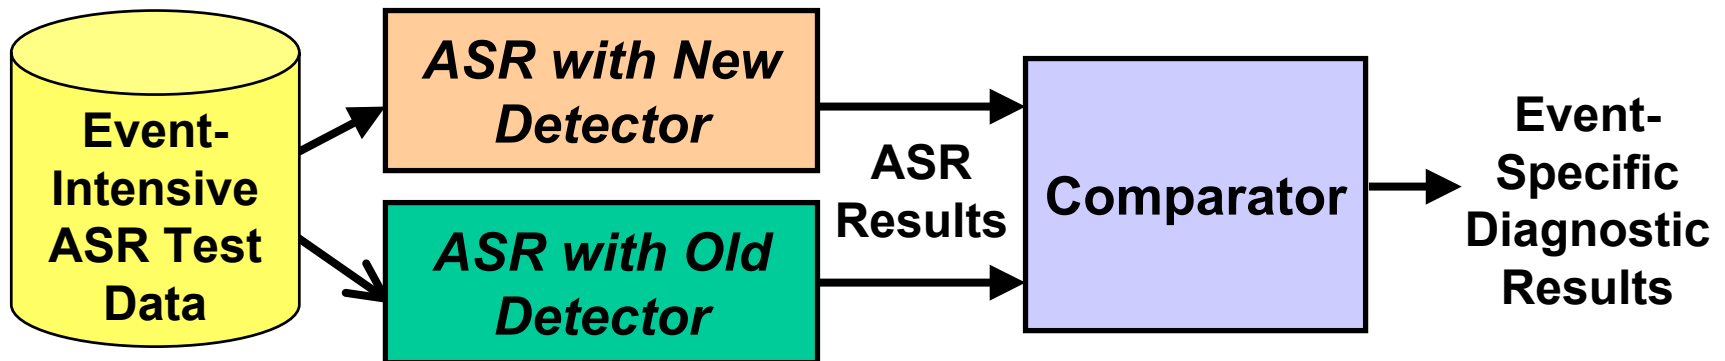 Event-
Intensive
ASR Test
Data
ASR with New
Detector
ASR with Old
Detector
ASR
Results
Comparator
Event-
Specific
Diagnostic
Results